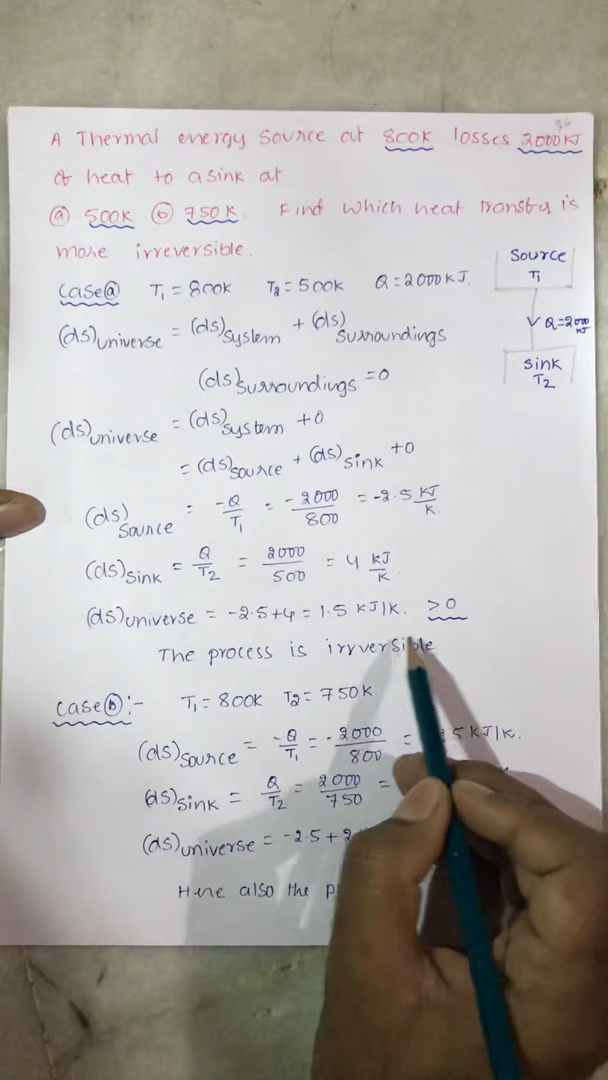 A Thermal energy source at 800K losses 2000KJ
of heat to a sink at
ⓐ 500K ⓑ 750K. Find which heat transfer is
more irreversible.
Source
T₁
Q=2000
KJ
Sink
T₂
Case ⓐ T₁ = 800K T₂ = 500K Q = 2000KJ.
(ds)universe = (ds)system + (ds)surroundings
(ds)surroundings = 0
(ds)universe = (ds)system + 0
= (ds)source + (ds)sink + 0
(ds)source = -Q/T₁ = -2000/800 = -2.5 KJ/K.
(ds)sink = Q/T₂ = 2000/500 = 4 KJ/K.
(ds)universe = -2.5+4 = 1.5 KJ/K. >0
The process is irrversible
Case ⓑ:- T₁ = 800K T₂ = 750K
(ds)source = -Q/T₁ = -2000/800 = 5 KJ/K.
(ds)sink = Q/T₂ = 2000/750 =
(ds)universe = -2.5 + 2
Here also the